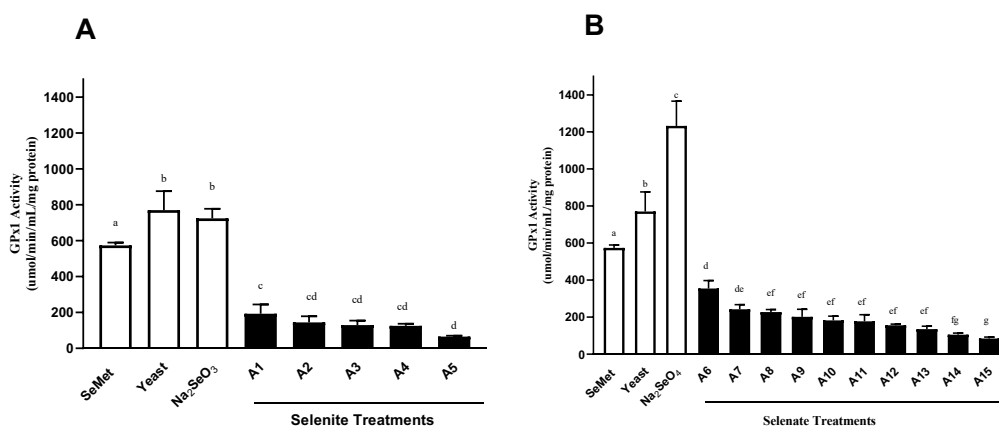 A
GPx1 Activity
(umol/min/mL/mg protein)
1400
1200
1000
800
600
400
200
0
a
b
b
c
cd
cd
cd
d
SeMet
Yeast
Na₂SeO₃
A1
A2
A3
A4
A5
Selenite Treatments
B
GPx1 Activity
(umol/min/mL/mg protein)
1400
1200
1000
800
600
400
200
0
a
b
c
d
de
ef
ef
ef
ef
ef
ef
fg
g
SeMet
Yeast
Na₂SeO₄
A6
A7
A8
A9
A10
A11
A12
A13
A14
A15
Selenate Treatments